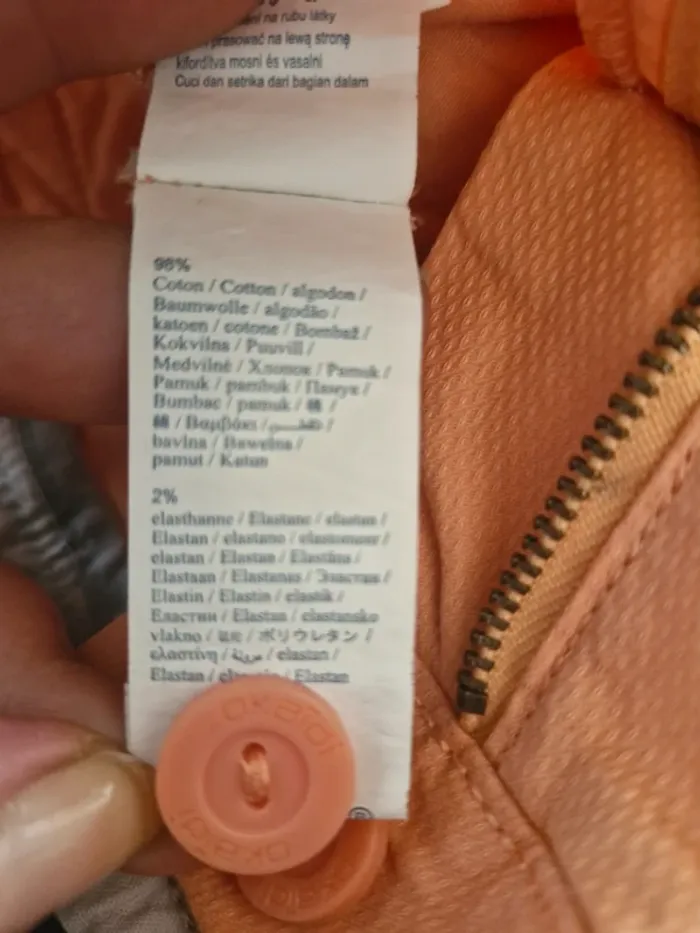 na rubu látky
prasować na lewą stronę
kifordítva mosni és vasalni
Cuci dan setrika dari bagian dalam
98%
Coton / Cotton / algodon /
Baumwolle / algodão /
katoen / cotone / Bombaž /
Kokvilna / Puuvill /
Medvilnė / Хлопок / Pamuk /
Pamuk / pambuk / Памук /
Bumbac / pamuk / 棉 /
棉 / Βαμβάκι / /
bavlna / Bawełna /
pamut / Katun
2%
elasthanne / Elastane / elastan /
Elastan / elastano / elastomeer /
elastan / Elastan / Elastāna /
Elastaan / Elastanas / Эластан /
Elastin / Elastin / elastik /
Еластин / Elastan / elastansko
vlakno / / ポリウレタン /
ελαστίνη / / elastan /
Elastan / / Elastan
okaïdi
okaïdi